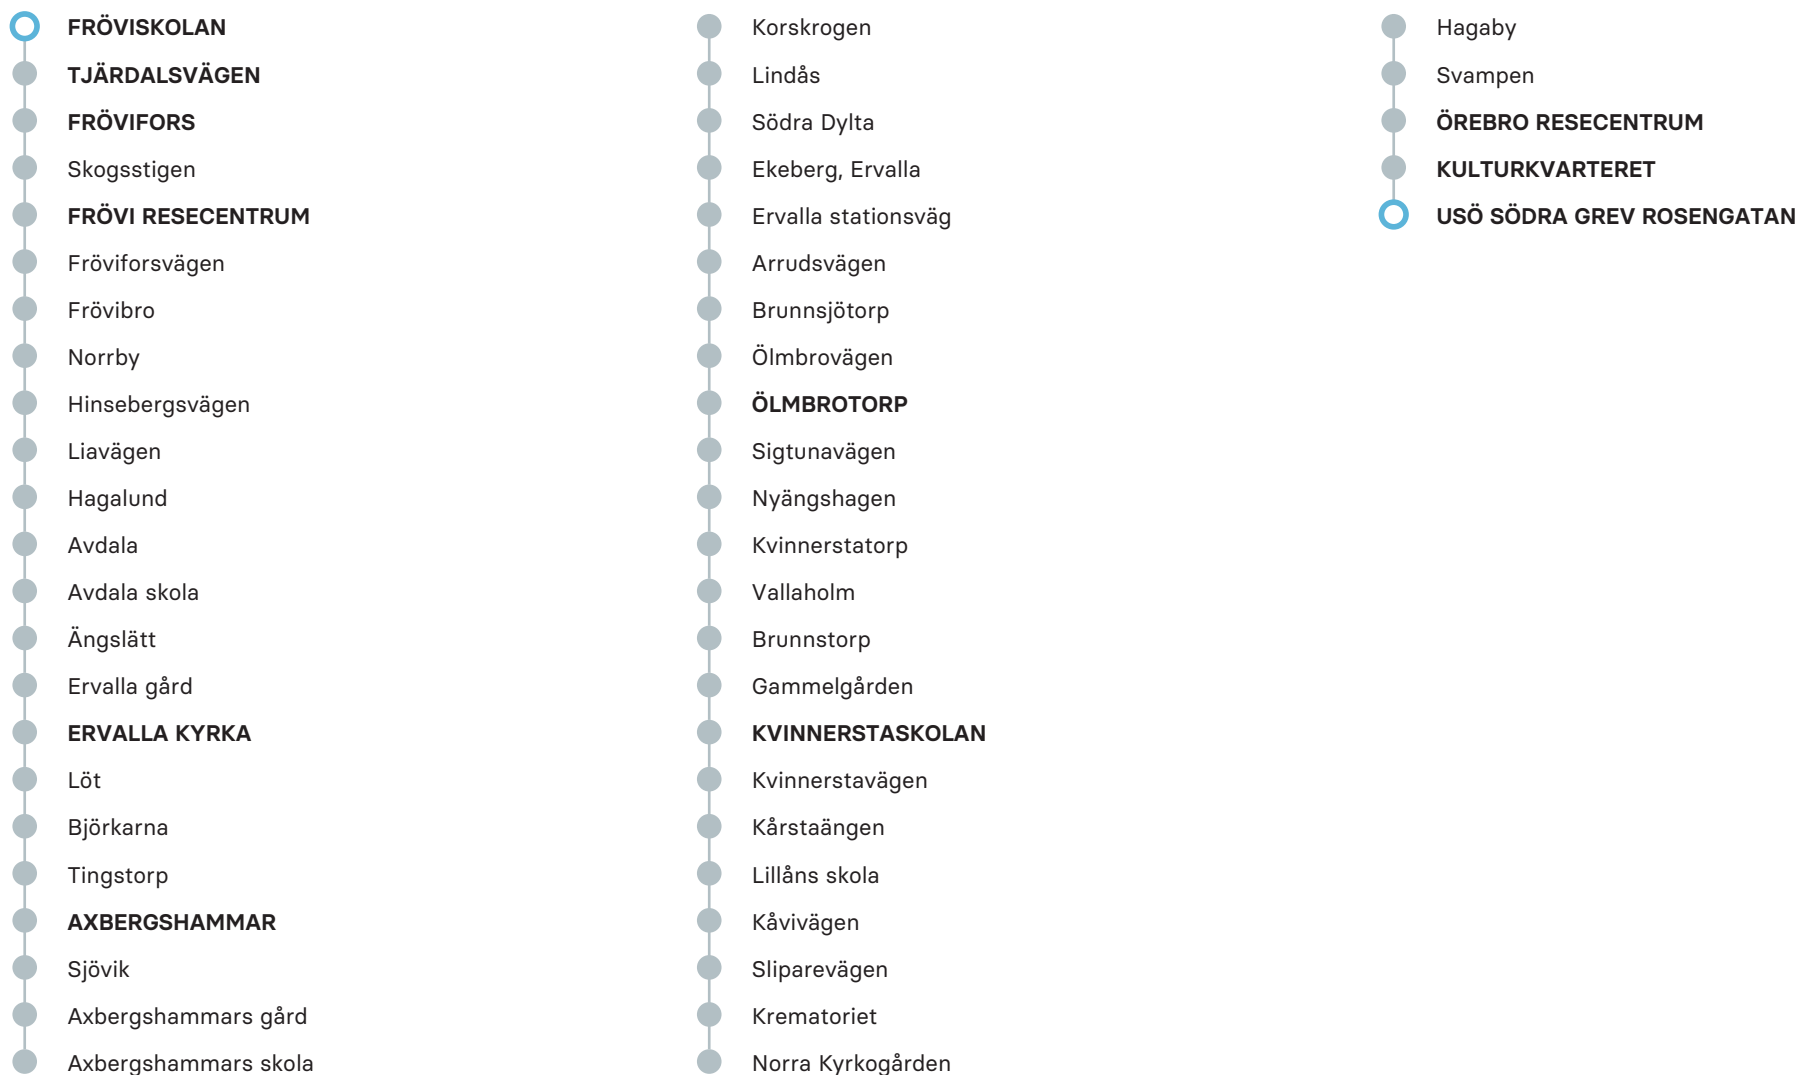 FRÖVISKOLAN
TJÄRDALSVÄGEN
FRÖVIFORS
Skogsstigen
FRÖVI RESECENTRUM
Fröviforsvägen
Frövibro
Norrby
Hinsebergsvägen
Liavägen
Hagalund
Avdala
Avdala skola
Ängslätt
Ervalla gård
ERVALLA KYRKA
Löt
Björkarna
Tingstorp
AXBERGSHAMMAR
Sjövik
Axbergshammars gård
Axbergshammars skola
Korskrogen
Lindås
Södra Dylta
Ekeberg, Ervalla
Ervalla stationsväg
Arrudsvägen
Brunnsjötorp
Ölmbrovägen
ÖLMBROTORP
Sigtunavägen
Nyängshagen
Kvinnerstatorp
Vallaholm
Brunnstorp
Gammelgården
KVINNERSTASKOLAN
Kvinnerstavägen
Kårstaängen
Lillåns skola
Kåvivägen
Sliparevägen
Krematoriet
Norra Kyrkogården
Hagaby
Svampen
ÖREBRO RESECENTRUM
KULTURKVARTERET
USÖ SÖDRA GREV ROSENGATAN